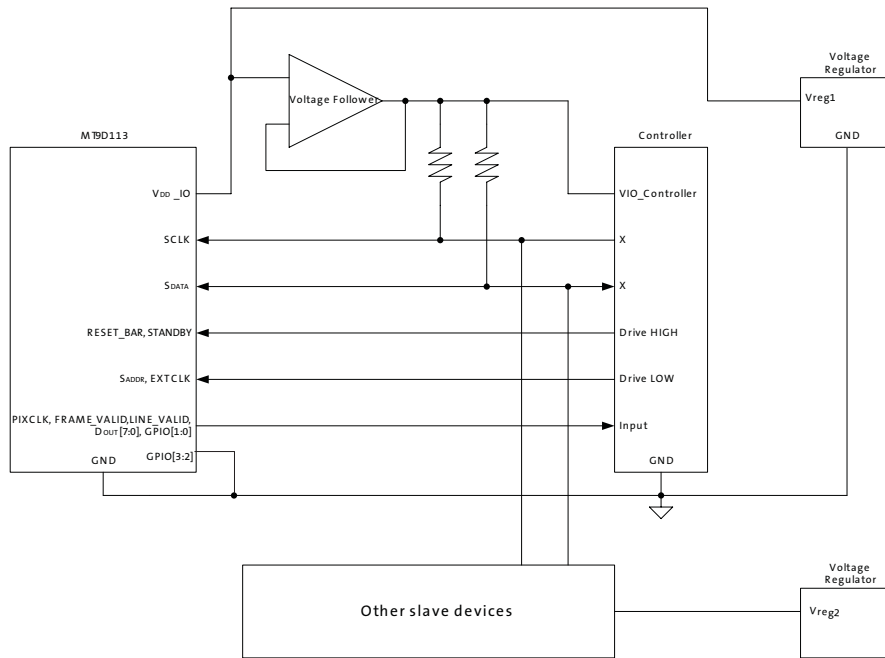 Voltage
Regulator
Vreg1
GND
Voltage Follower
MT9D113
Controller
VDD _IO
VIO_Controller
SCLK
X
SDATA
X
RESET_BAR, STANDBY
Drive HIGH
SADDR, EXTCLK
Drive LOW
PIXCLK, FRAME_VALID,LINE_VALID,
DOUT[7:0], GPIO[1:0]
Input
GPIO[3:2]
GND
GND
Voltage
Regulator
Other slave devices
Vreg2